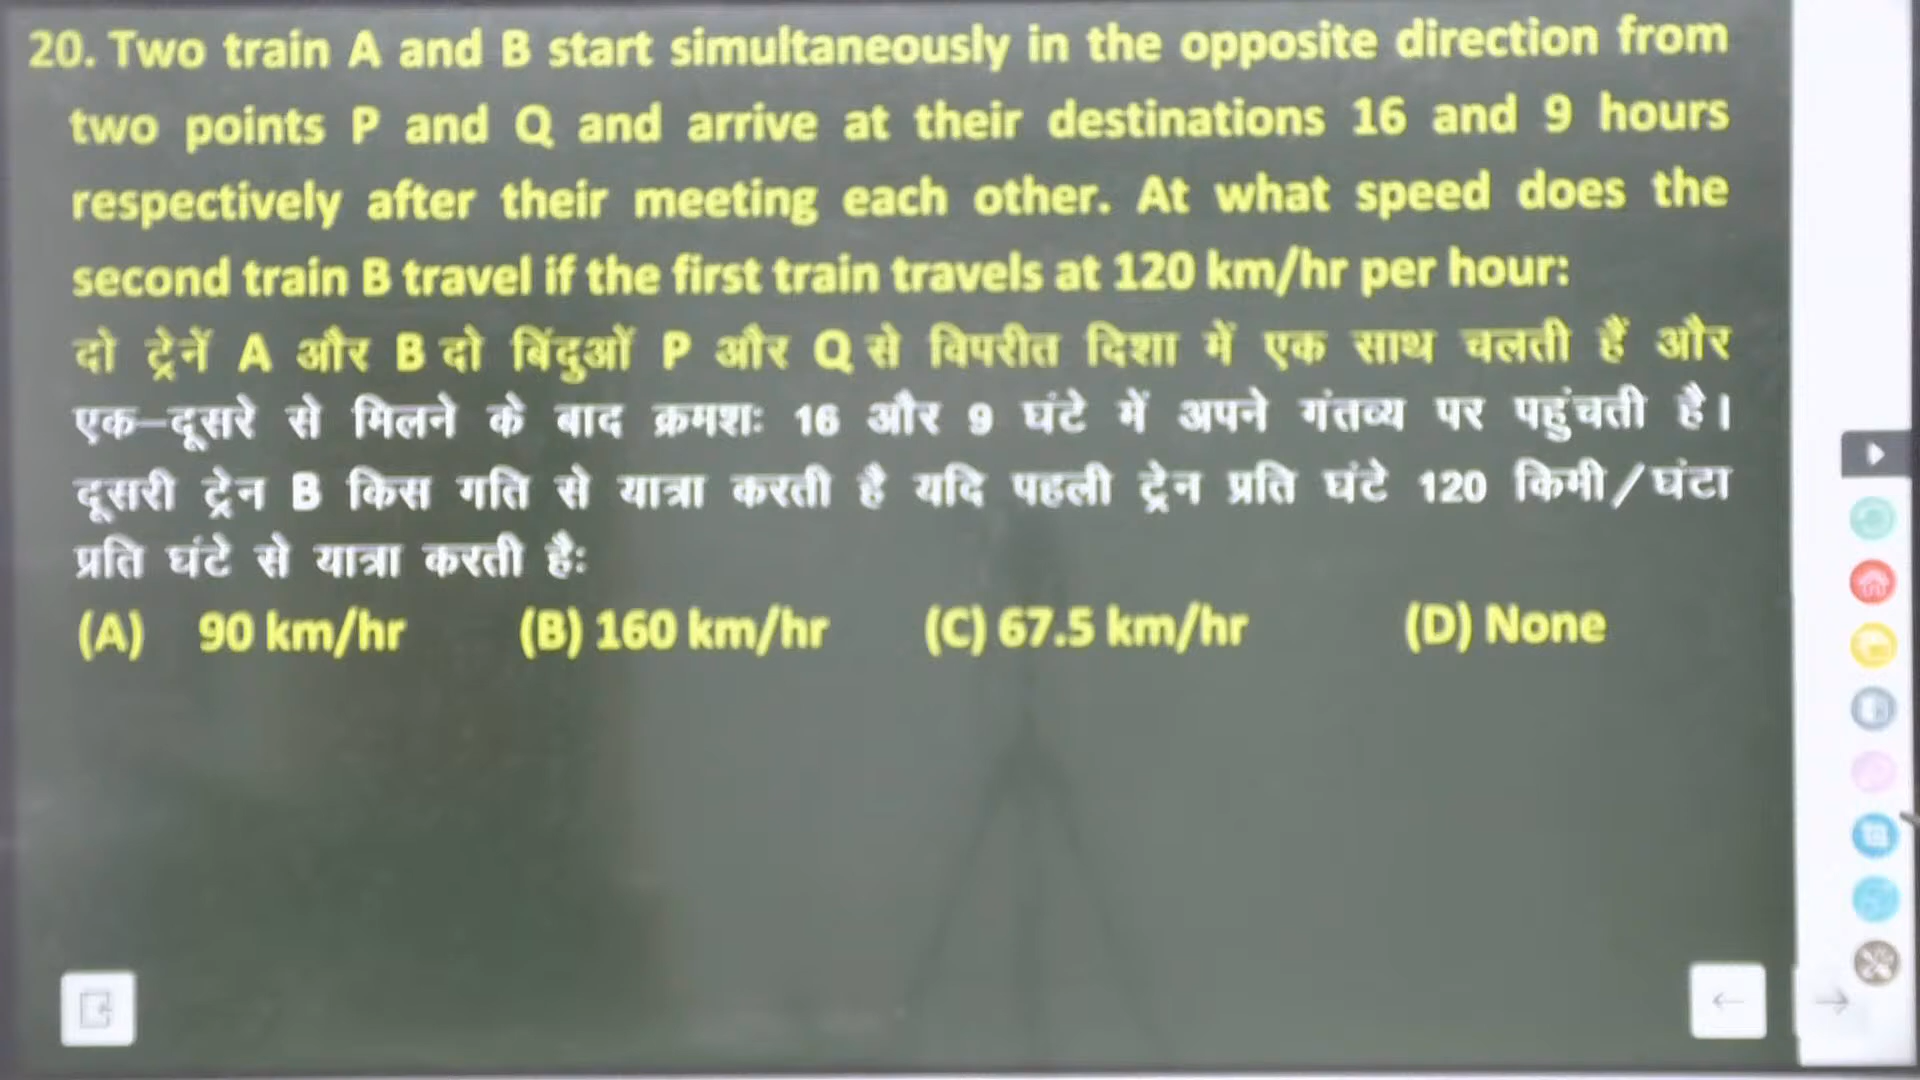 20. Two train A and B start simultaneously in the opposite direction from
two points P and Q and arrive at their destinations 16 and 9 hours
respectively after their meeting each other. At what speed does the
second train B travel if the first train travels at 120 km/hr per hour:
दो ट्रेनें A और B दो बिंदुओं P और Q से विपरीत दिशा में एक साथ चलती हैं और
एक–दूसरे से मिलने के बाद क्रमशः 16 और 9 घंटे में अपने गंतव्य पर पहुंचती है।
दूसरी ट्रेन B किस गति से यात्रा करती है यदि पहली ट्रेन प्रति घंटे 120 किमी/घंटा
प्रति घंटे से यात्रा करती हैः
(A) 90 km/hr (B) 160 km/hr (C) 67.5 km/hr (D) None